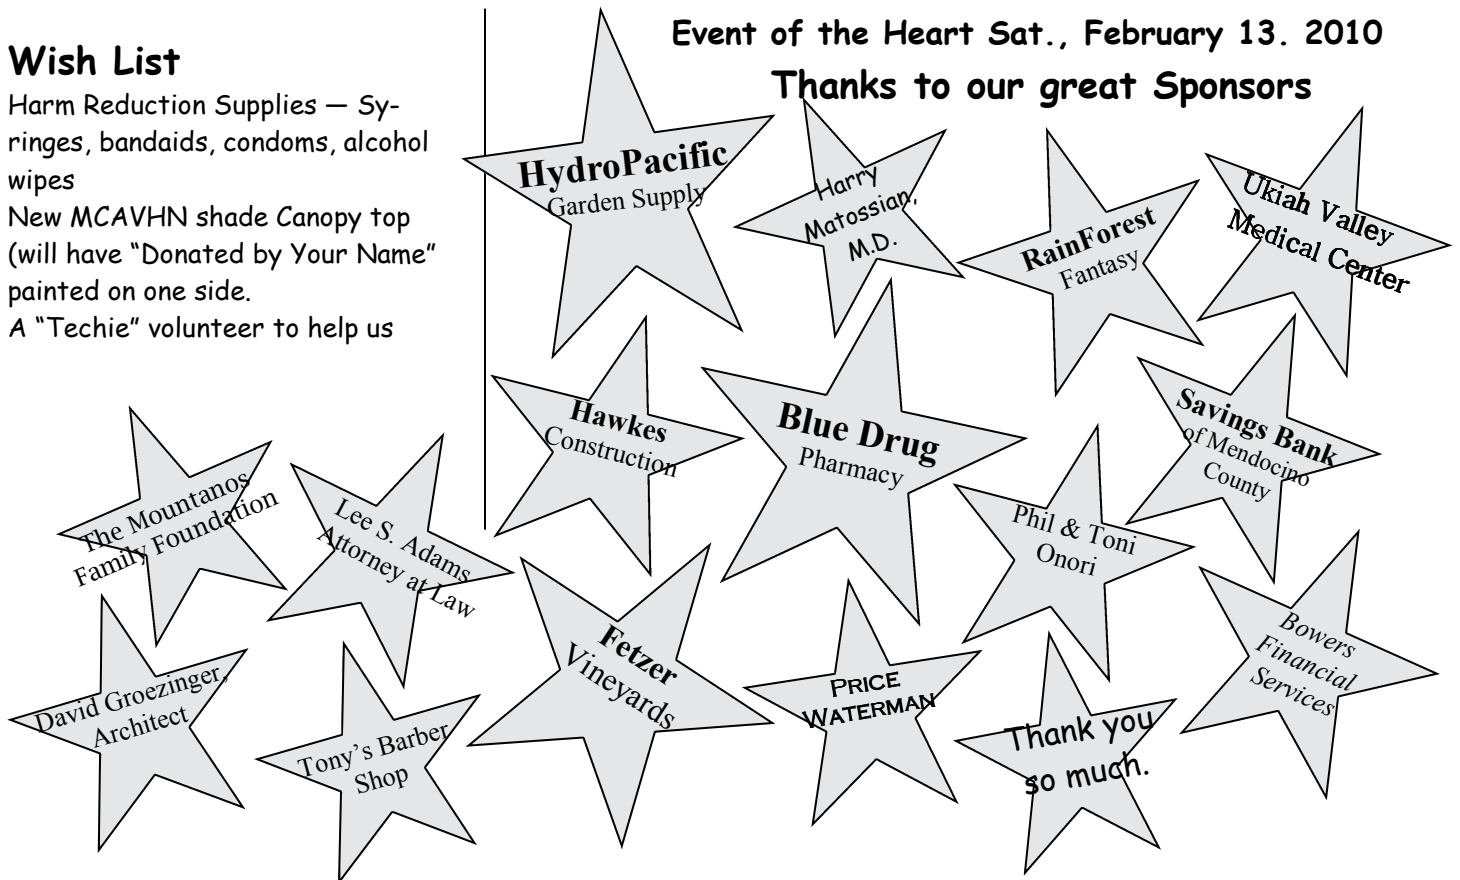 Wish List
Harm Reduction Supplies — Sy-
ringes, bandaids, condoms, alcohol
wipes
New MCAVHN shade Canopy top
(will have “Donated by Your Name”
painted on one side.
A “Techie” volunteer to help us
Event of the Heart Sat., February 13. 2010
Thanks to our great Sponsors
HydroPacific
Garden Supply
Harry
Matossian,
M.D.
RainForest
Fantasy
Ukiah Valley
Medical Center
Hawkes
Construction
Blue Drug
Pharmacy
Savings Bank
of Mendocino
County
The Mountanos
Family Foundation
Lee S. Adams
Attorney at Law
Phil & Toni
Onori
David Groezinger,
Architect
Tony’s Barber
Shop
Fetzer
Vineyards
PRICE
WATERMAN
Thank you
so much.
Bowers
Financial
Services